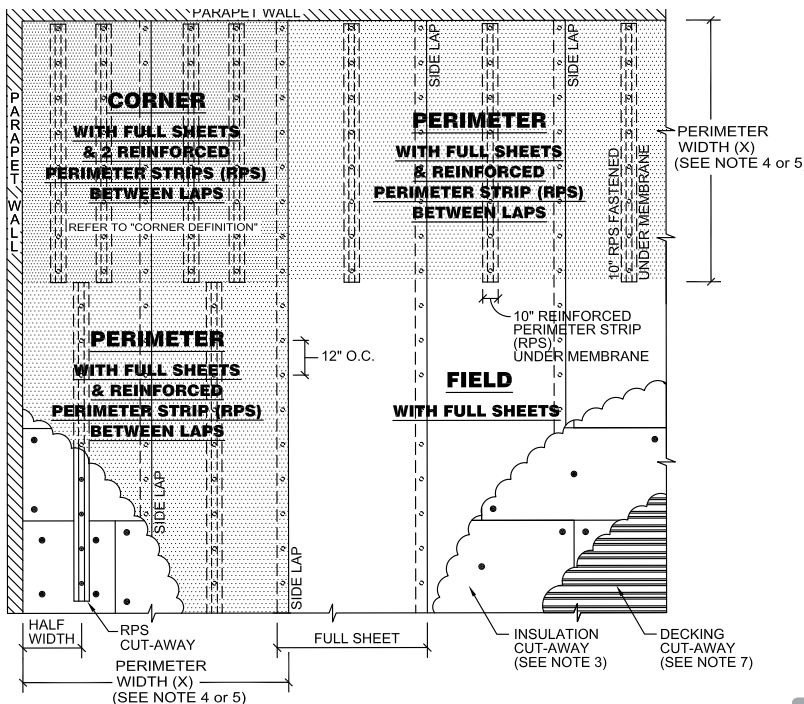 PARAPET WALL
PARAPET WALL
CORNER
WITH FULL SHEETS
& 2 REINFORCED
PERIMETER STRIPS (RPS)
BETWEEN LAPS
REFER TO "CORNER DEFINITION"
SIDE LAP
SIDE LAP
PERIMETER
WITH FULL SHEETS
& REINFORCED
PERIMETER STRIP (RPS)
BETWEEN LAPS
10" RPS FASTENED
UNDER MEMBRANE
PERIMETER
WIDTH (X)
(SEE NOTE 4 or 5)
PERIMETER
WITH FULL SHEETS
& REINFORCED
PERIMETER STRIP (RPS)
BETWEEN LAPS
12" O.C.
10" REINFORCED
PERIMETER STRIP
(RPS)
UNDER MEMBRANE
FIELD
WITH FULL SHEETS
SIDE LAP
SIDE LAP
HALF
WIDTH
RPS
CUT-AWAY
FULL SHEET
INSULATION
CUT-AWAY
(SEE NOTE 3)
DECKING
CUT-AWAY
(SEE NOTE 7)
PERIMETER
WIDTH (X)
(SEE NOTE 4 or 5)